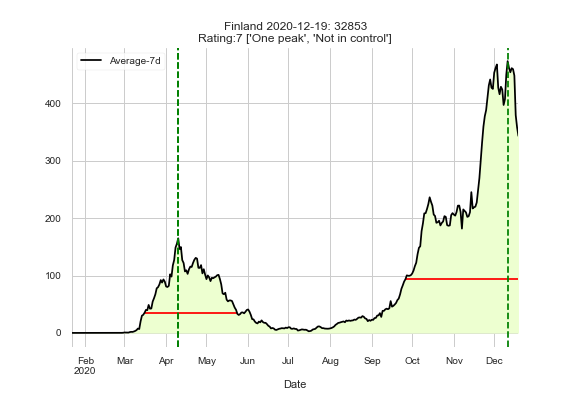 Finland 2020-12-19: 32853
Rating:7 ['One peak', 'Not in control']
Average-7d
400
300
200
100
0
Feb Mar Apr May Jun Jul Aug Sep Oct Nov Dec
2020
Date